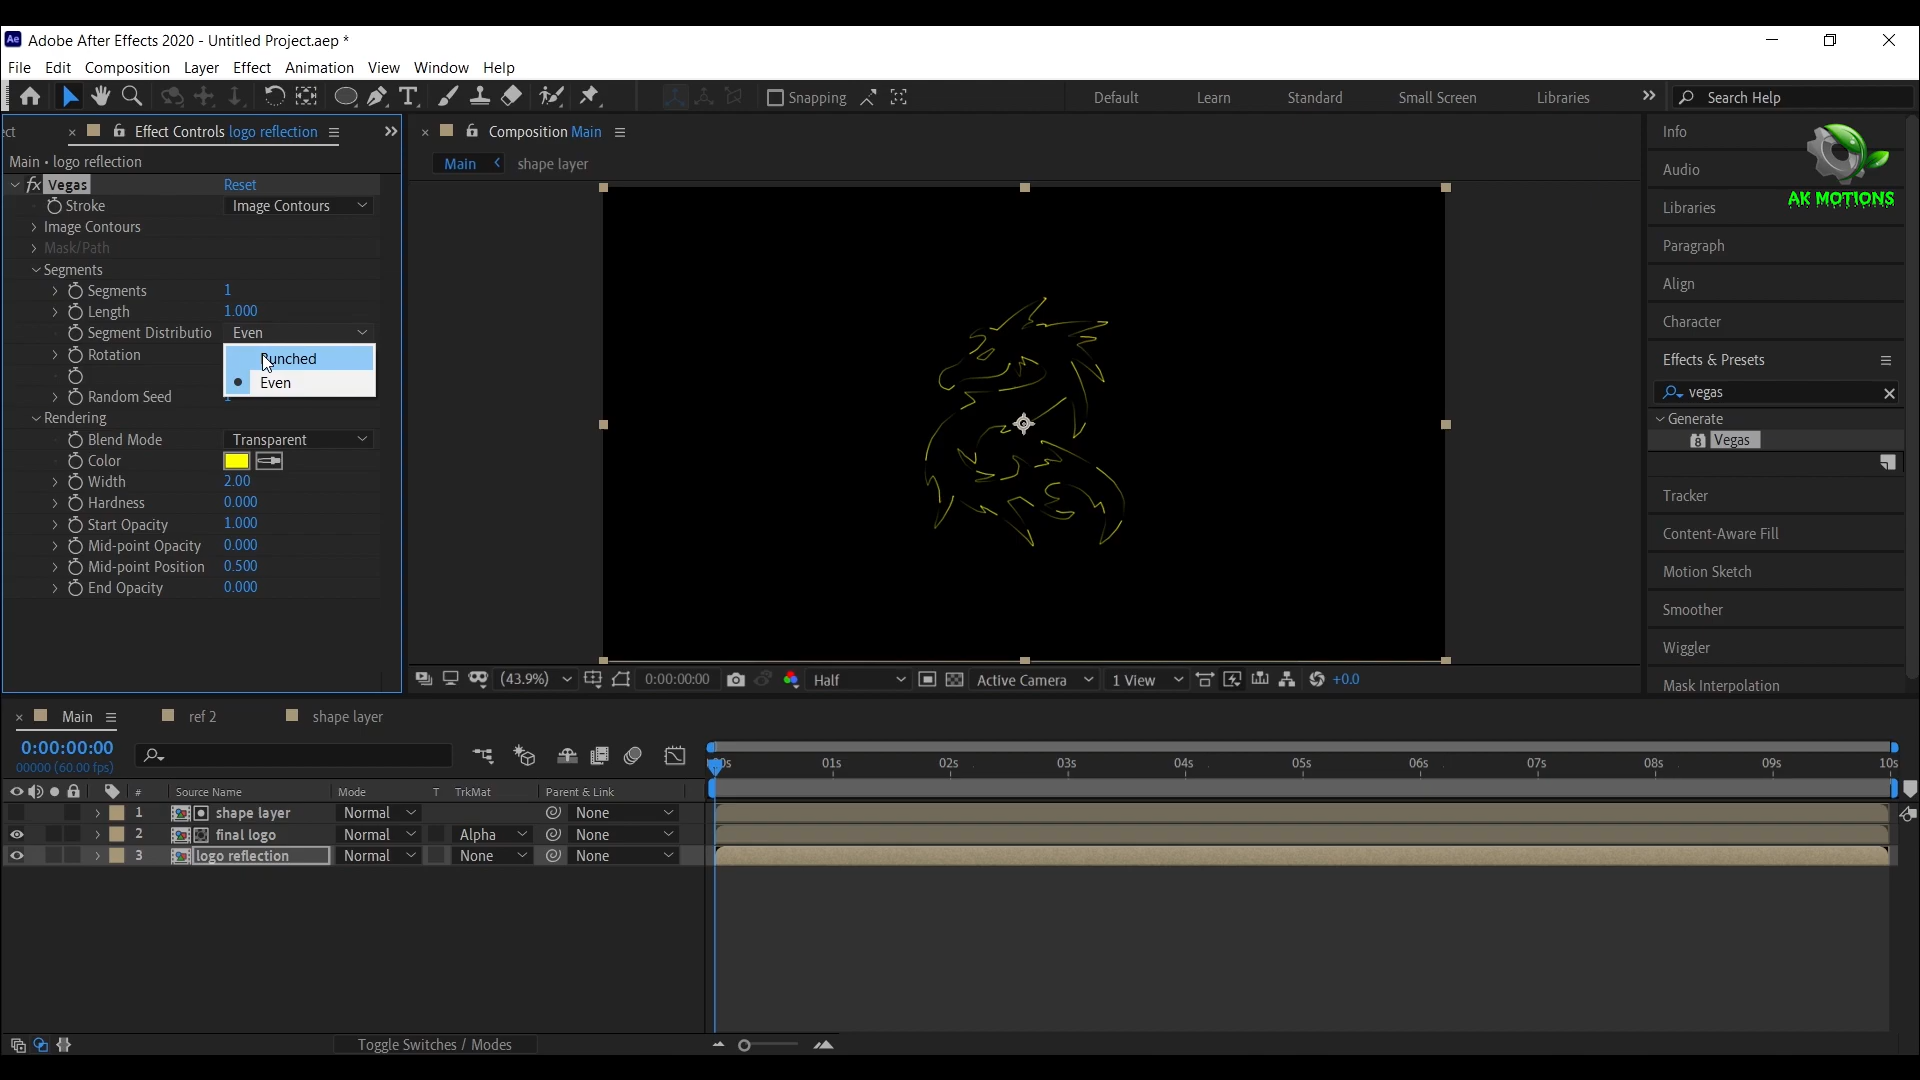 Ae Adobe After Effects 2020 - Untitled Project.aep *
File Edit Composition Layer Effect Animation View Window Help
Snapping Default Learn Standard Small Screen Libraries Search Help
ect Effect Controls logo reflection
Main • logo reflection
fx Vegas Reset
Stroke Image Contours
Image Contours
Mask/Path
Segments
Segments 1
Length 1.000
Segment Distributio Even
Rotation
Punched
Even
Random Seed 1
Rendering
Blend Mode Transparent
Color
Width 2.00
Hardness 0.000
Start Opacity 1.000
Mid-point Opacity 0.000
Mid-point Position 0.500
End Opacity 0.000
Composition Main
Main shape layer
(43.9%) 0:00:00:00 Half Active Camera 1 View +0.0
Info
Audio
Libraries
Paragraph
Align
Character
Effects & Presets
vegas
Generate
8 Vegas
Tracker
Content-Aware Fill
Motion Sketch
Smoother
Wiggler
Mask Interpolation
AK MOTIONS
Main ref 2 shape layer
0:00:00:00
00000 (60.00 fps)
00s 01s 02s 03s 04s 05s 06s 07s 08s 09s 10s
# Source Name Mode T TrkMat Parent & Link
1 shape layer Normal None
2 final logo Normal Alpha None
3 logo reflection Normal None None
Toggle Switches / Modes